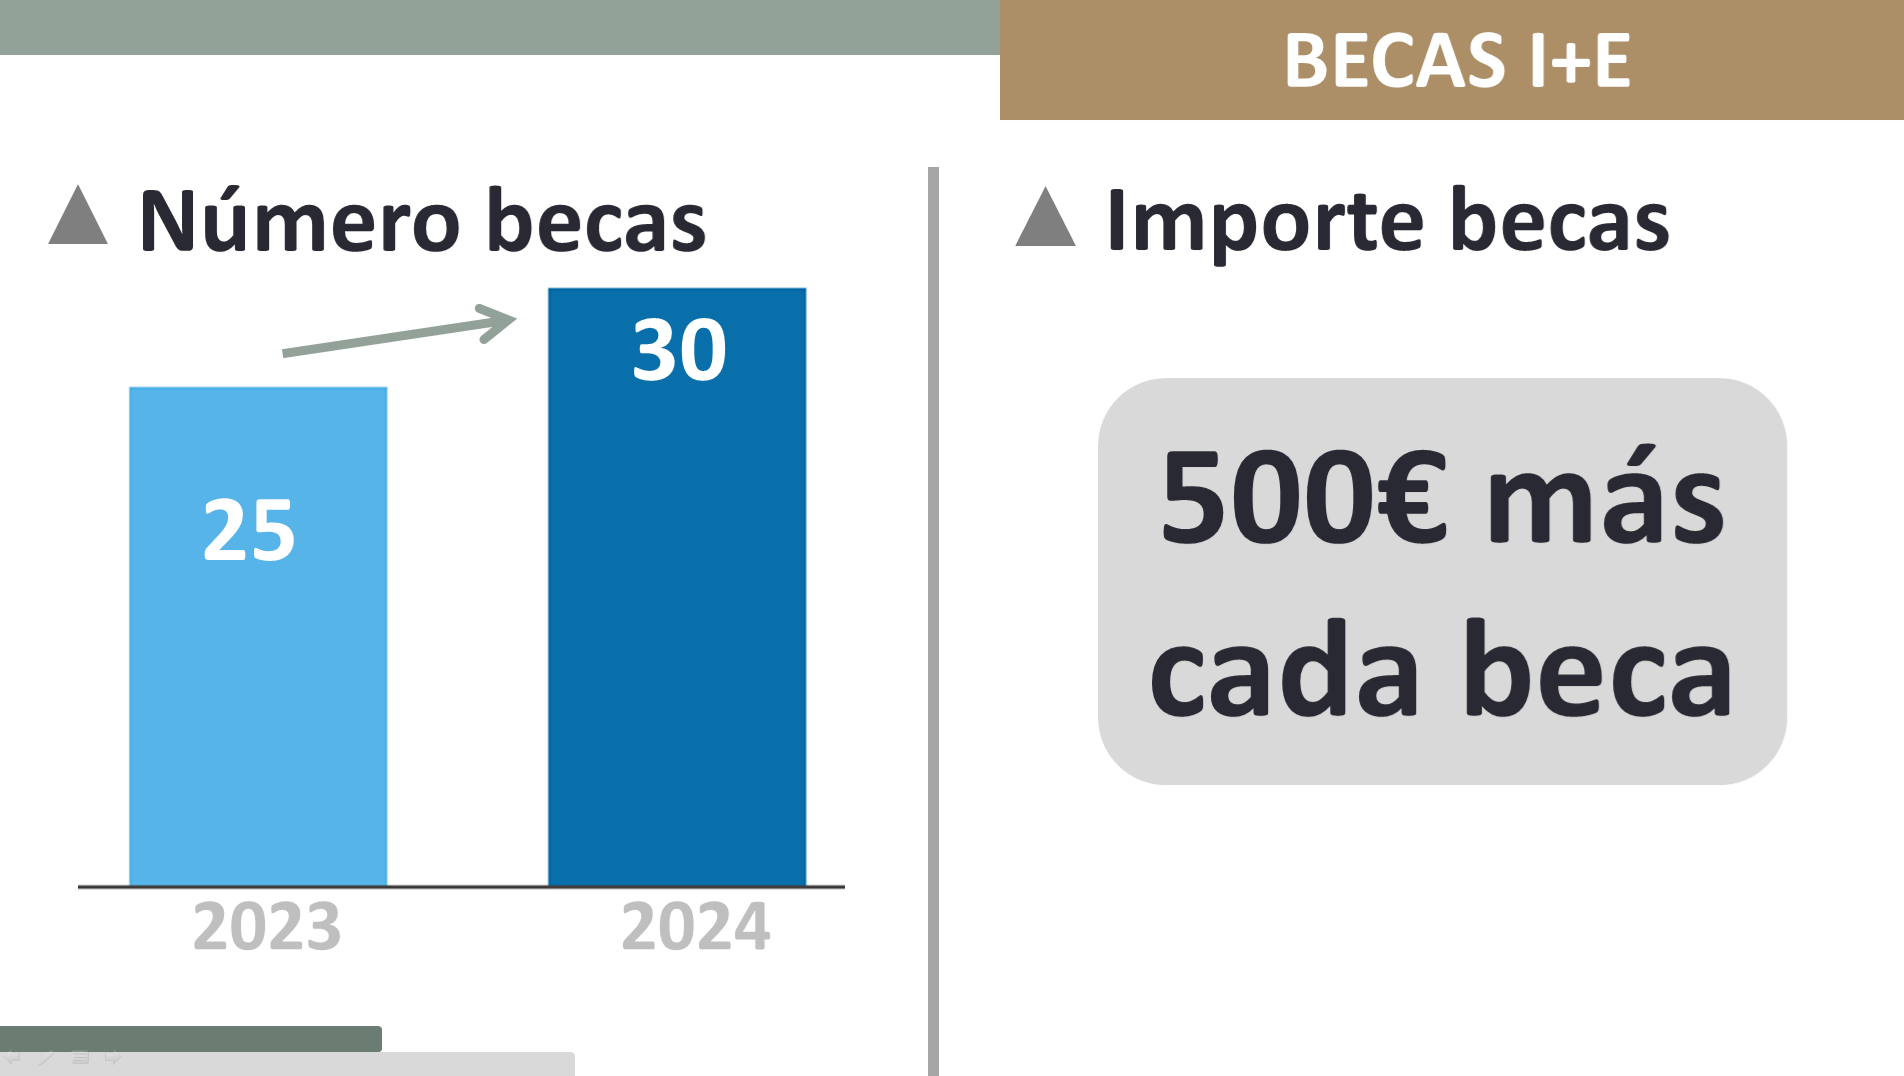 BECAS I+E
Número becas
30
25
2023 2024
Importe becas
500€ más
cada beca